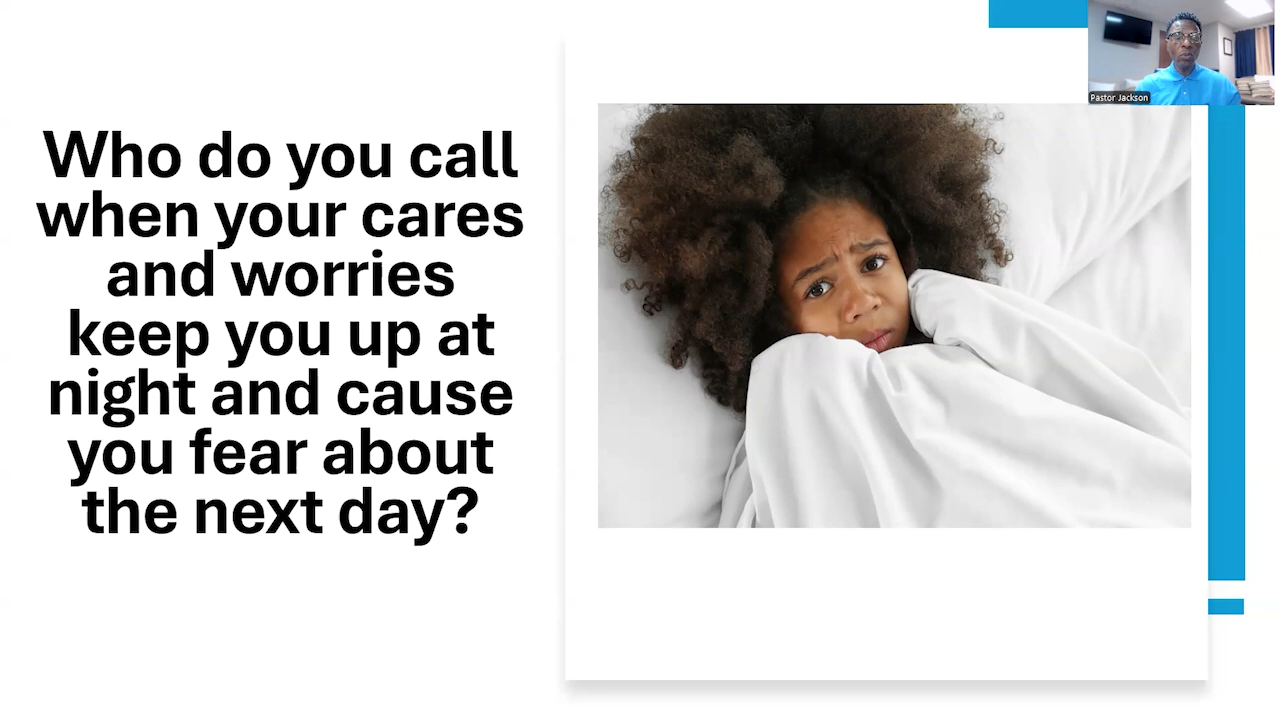 Who do you call
when your cares
and worries
keep you up at
night and cause
you fear about
the next day?
Pastor Jackson